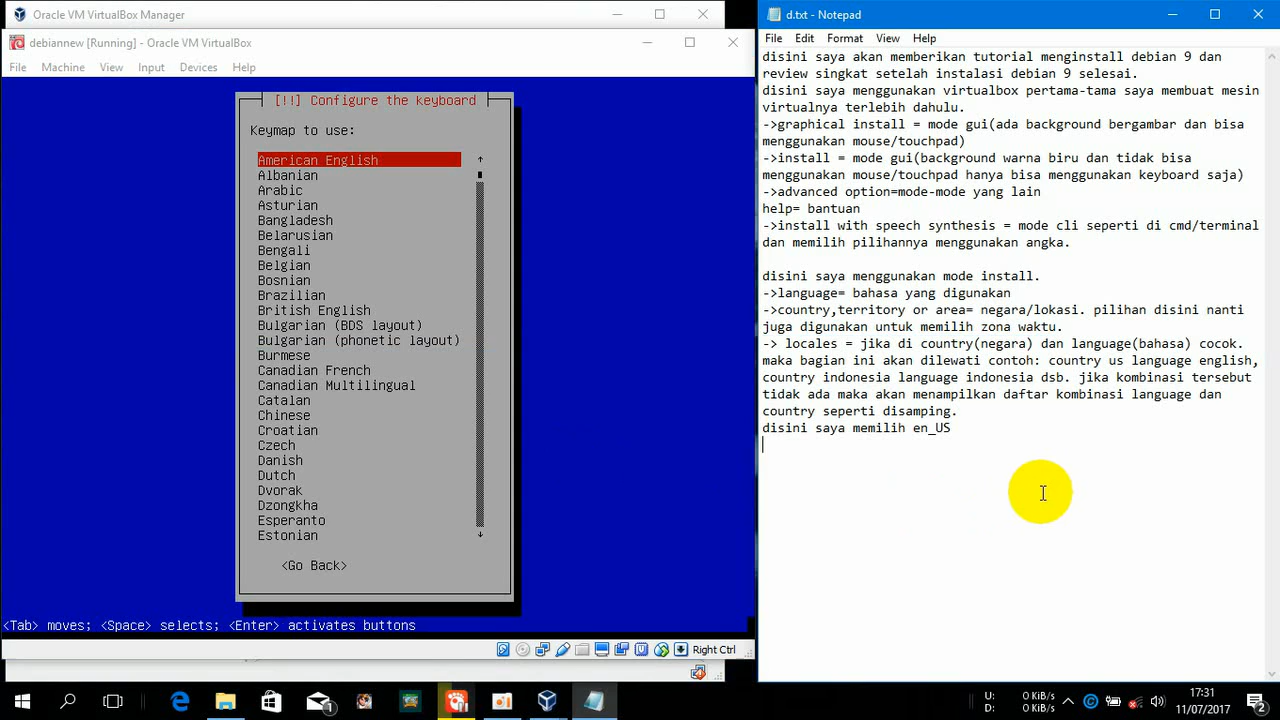 Oracle VM VirtualBox Manager
debiannew [Running] - Oracle VM VirtualBox
File Machine View Input Devices Help
[!!] Configure the keyboard
Keymap to use:
American English
Albanian
Arabic
Asturian
Bangladesh
Belarusian
Bengali
Belgian
Bosnian
Brazilian
British English
Bulgarian (BDS layout)
Bulgarian (phonetic layout)
Burmese
Canadian French
Canadian Multilingual
Catalan
Chinese
Croatian
Czech
Danish
Dutch
Dvorak
Dzongkha
Esperanto
Estonian
<Go Back>
<Tab> moves; <Space> selects; <Enter> activates buttons
Right Ctrl
d.txt - Notepad
File Edit Format View Help
disini saya akan memberikan tutorial menginstall debian 9 dan
review singkat setelah instalasi debian 9 selesai.
disini saya menggunakan virtualbox pertama-tama saya membuat mesin
virtualnya terlebih dahulu.
->graphical install = mode gui(ada background bergambar dan bisa
menggunakan mouse/touchpad)
->install = mode gui(background warna biru dan tidak bisa
menggunakan mouse/touchpad hanya bisa menggunakan keyboard saja)
->advanced option=mode-mode yang lain
help= bantuan
->install with speech synthesis = mode cli seperti di cmd/terminal
dan memilih pilihannya menggunakan angka.
disini saya menggunakan mode install.
->language= bahasa yang digunakan
->country,territory or area= negara/lokasi. pilihan disini nanti
juga digunakan untuk memilih zona waktu.
-> locales = jika di country(negara) dan language(bahasa) cocok.
maka bagian ini akan dilewati contoh: country us language english,
country indonesia language indonesia dsb. jika kombinasi tersebut
tidak ada maka akan menampilkan daftar kombinasi language dan
country seperti disamping.
disini saya memilih en_US
1
U: 0 KiB/s
D: 0 KiB/s
17:31
11/07/2017
2